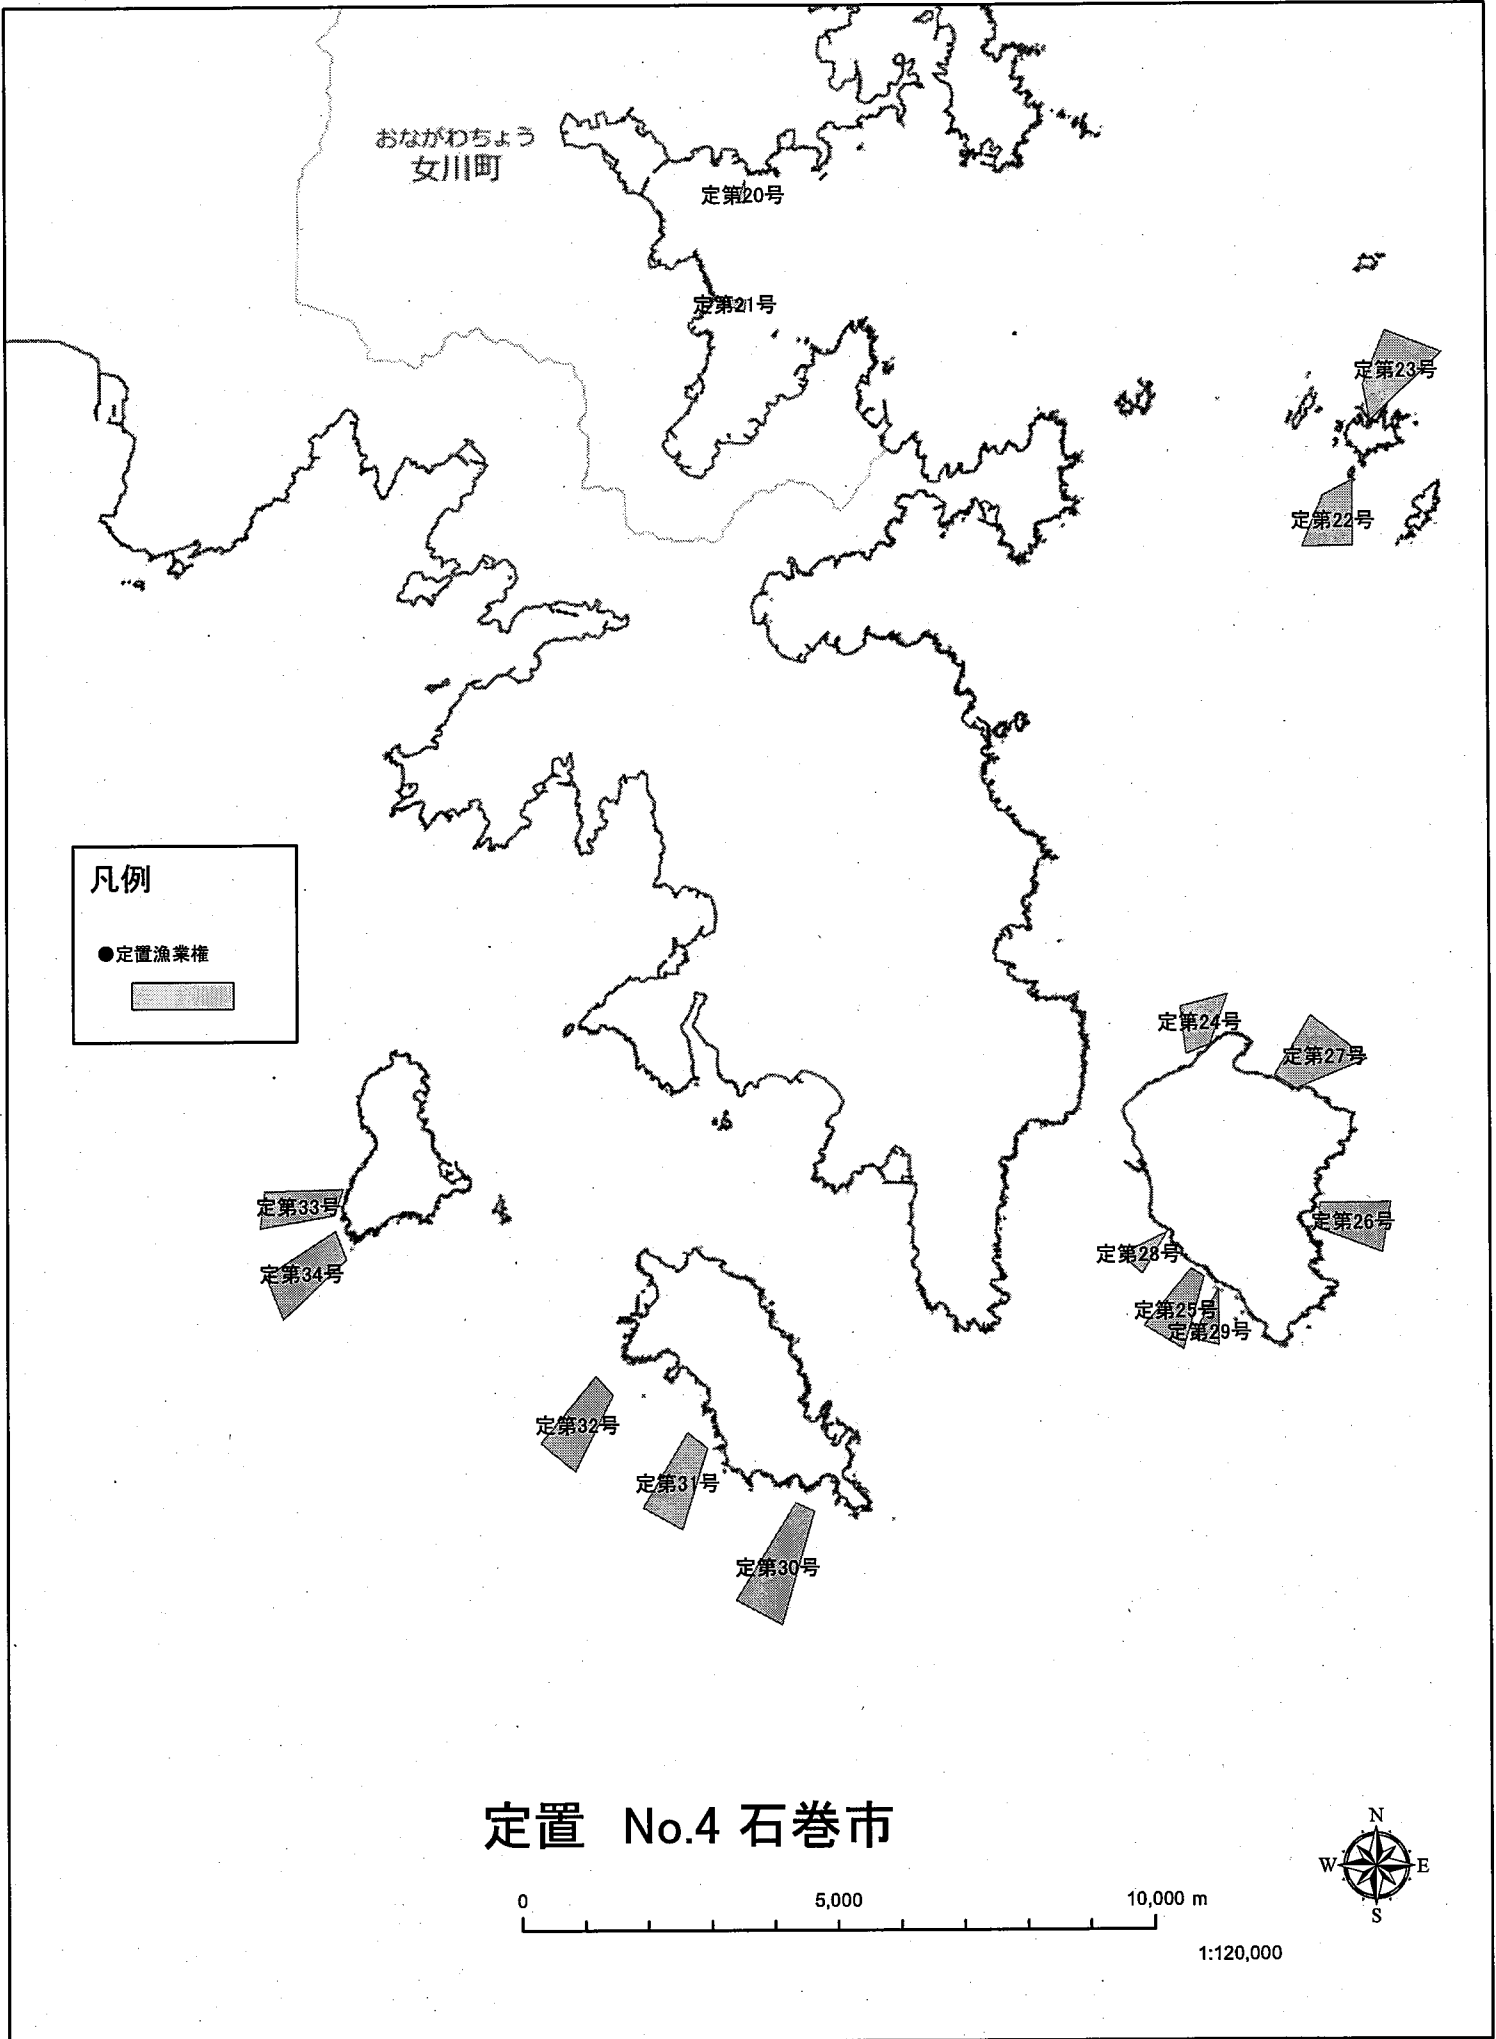 おながわちょう
女川町
定第20号
定第21号
定第23号
定第22号
凡例
●定置漁業権
定第24号
定第27号
定第33号
定第26号
定第28号
定第34号
定第25号
定第29号
定第32号
定第31号
定第30号
定置 No.4 石巻市
N
W E
S
0 5,000 10,000 m
1:120,000